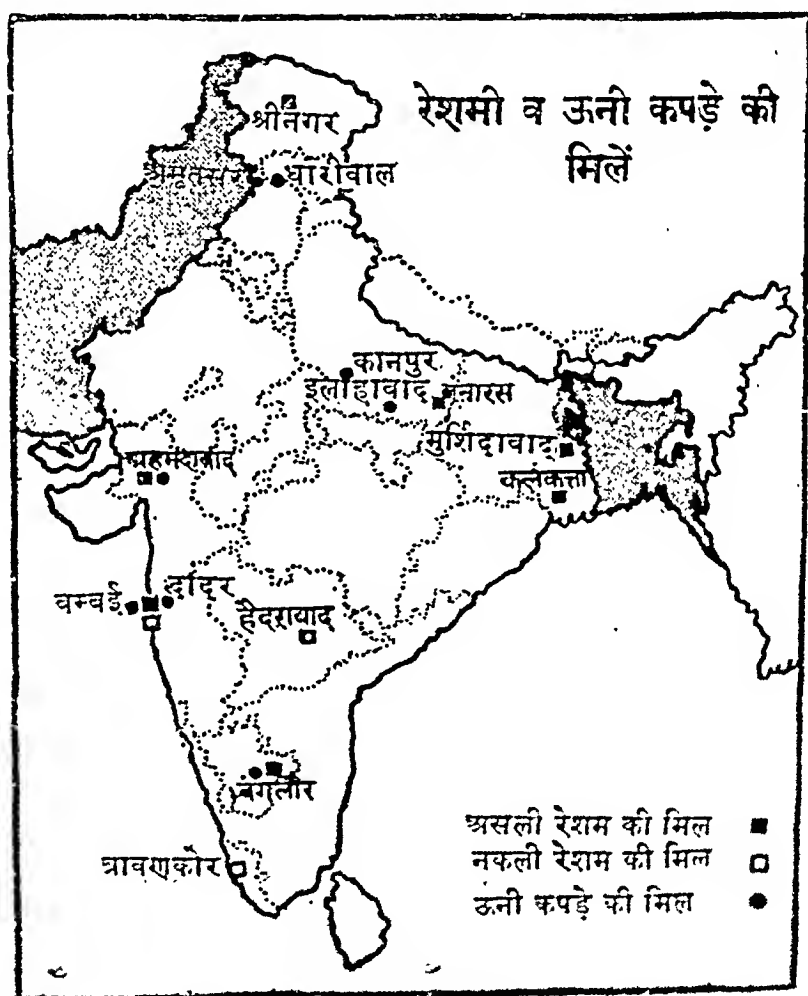 रेशमी व ऊनी कपड़े की
मिलें
श्रीनगर
अमृतसर
धारीवाल
कानपुर
इलाहाबाद
बनारस
मुर्शिदाबाद
कलकत्ता
अहमदाबाद
बम्बई
दादर
हैदराबाद
बंगलौर
त्रावणकोर
असली रेशम की मिल
नकली रेशम की मिल
ऊनी कपड़े की मिल